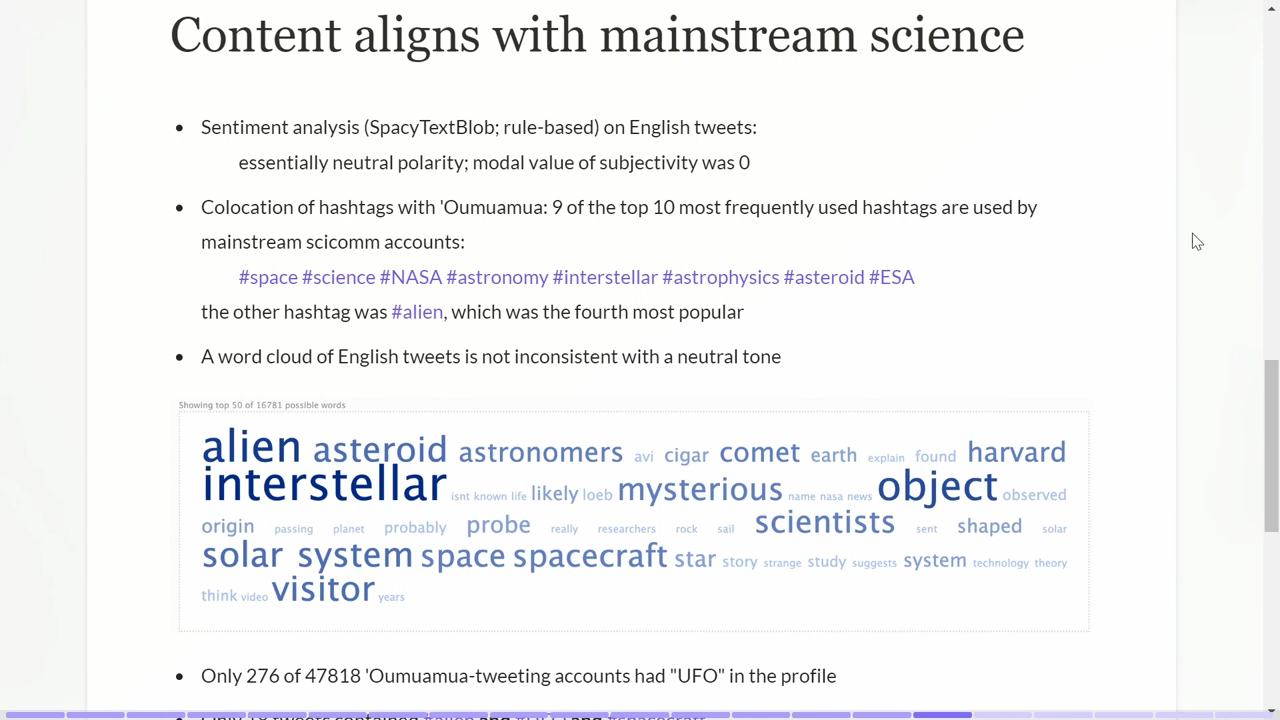 Content aligns with mainstream science
Sentiment analysis (SpacyTextBlob; rule-based) on English tweets:
essentially neutral polarity; modal value of subjectivity was 0
Colocation of hashtags with 'Oumuamua: 9 of the top 10 most frequently used hashtags are used by
mainstream scicomm accounts:
#space #science #NASA #astronomy #interstellar #astrophysics #asteroid #ESA
the other hashtag was #alien, which was the fourth most popular
A word cloud of English tweets is not inconsistent with a neutral tone
Showing top 50 of 16781 possible words
alien asteroid astronomers avi cigar comet earth explain found harvard
interstellar isnt known life likely loeb mysterious name nasa news object observed
origin passing planet probably probe really researchers rock sail scientists sent shaped solar
solar system space spacecraft star story strange study suggests system technology theory
think video visitor years
Only 276 of 47818 'Oumuamua-tweeting accounts had "UFO" in the profile